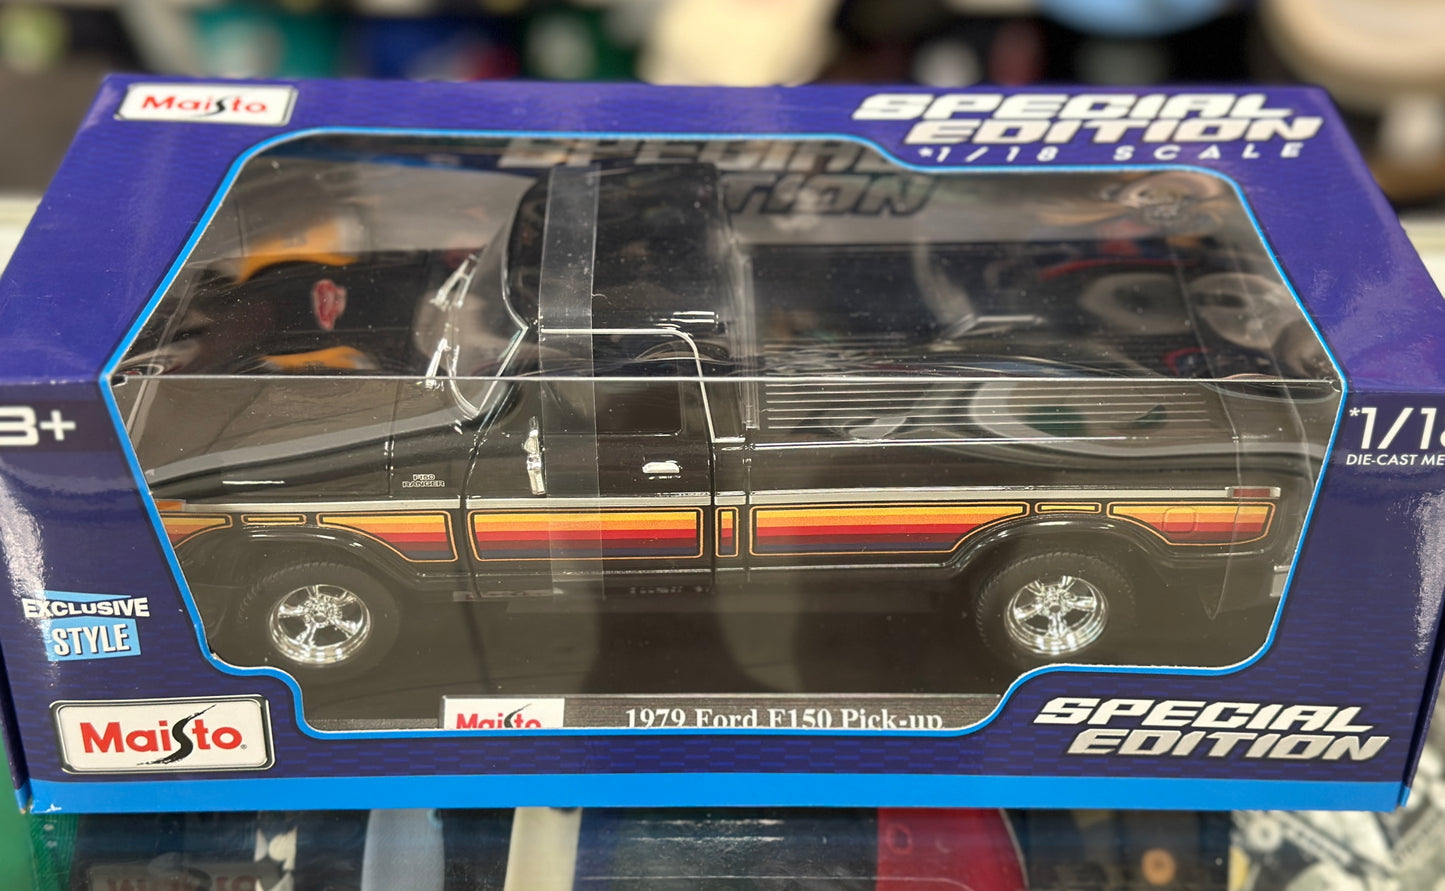 Maisto
SPECIAL
EDITION
*1/18 SCALE
3+
*1/18
DIE-CAST ME
F150
RANGER
EXCLUSIVE
STYLE
Maisto
1979 Ford F150 Pick-up
Maisto
SPECIAL
EDITION